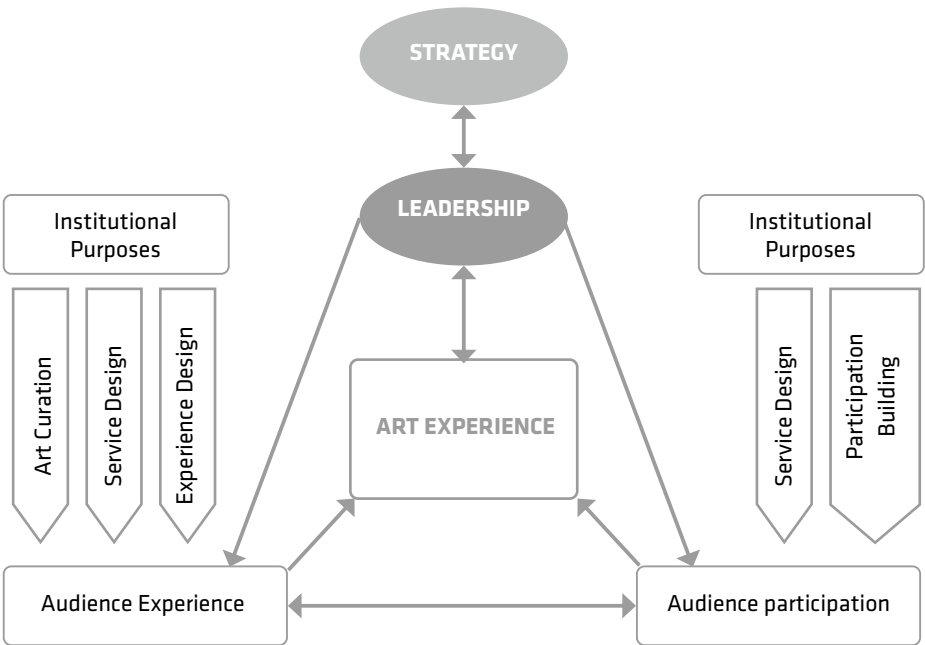 STRATEGY
LEADERSHIP
Institutional
Purposes
Institutional
Purposes
Art Curation
Service Design
Experience Design
ART EXPERIENCE
Service Design
Participation
Building
Audience Experience
Audience participation